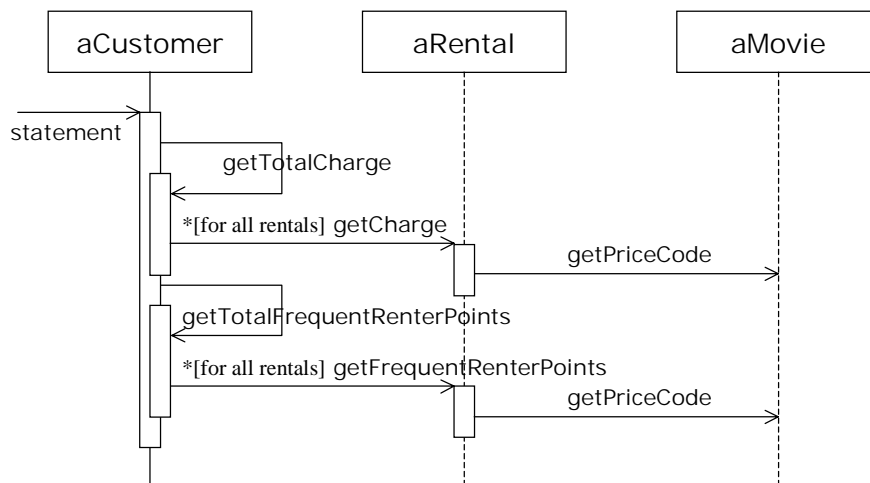 aCustomer aRental aMovie
statement
getTotalCharge
*[for all rentals] getCharge
getPriceCode
getTotalFrequentRenterPoints
*[for all rentals] getFrequentRenterPoints
getPriceCode